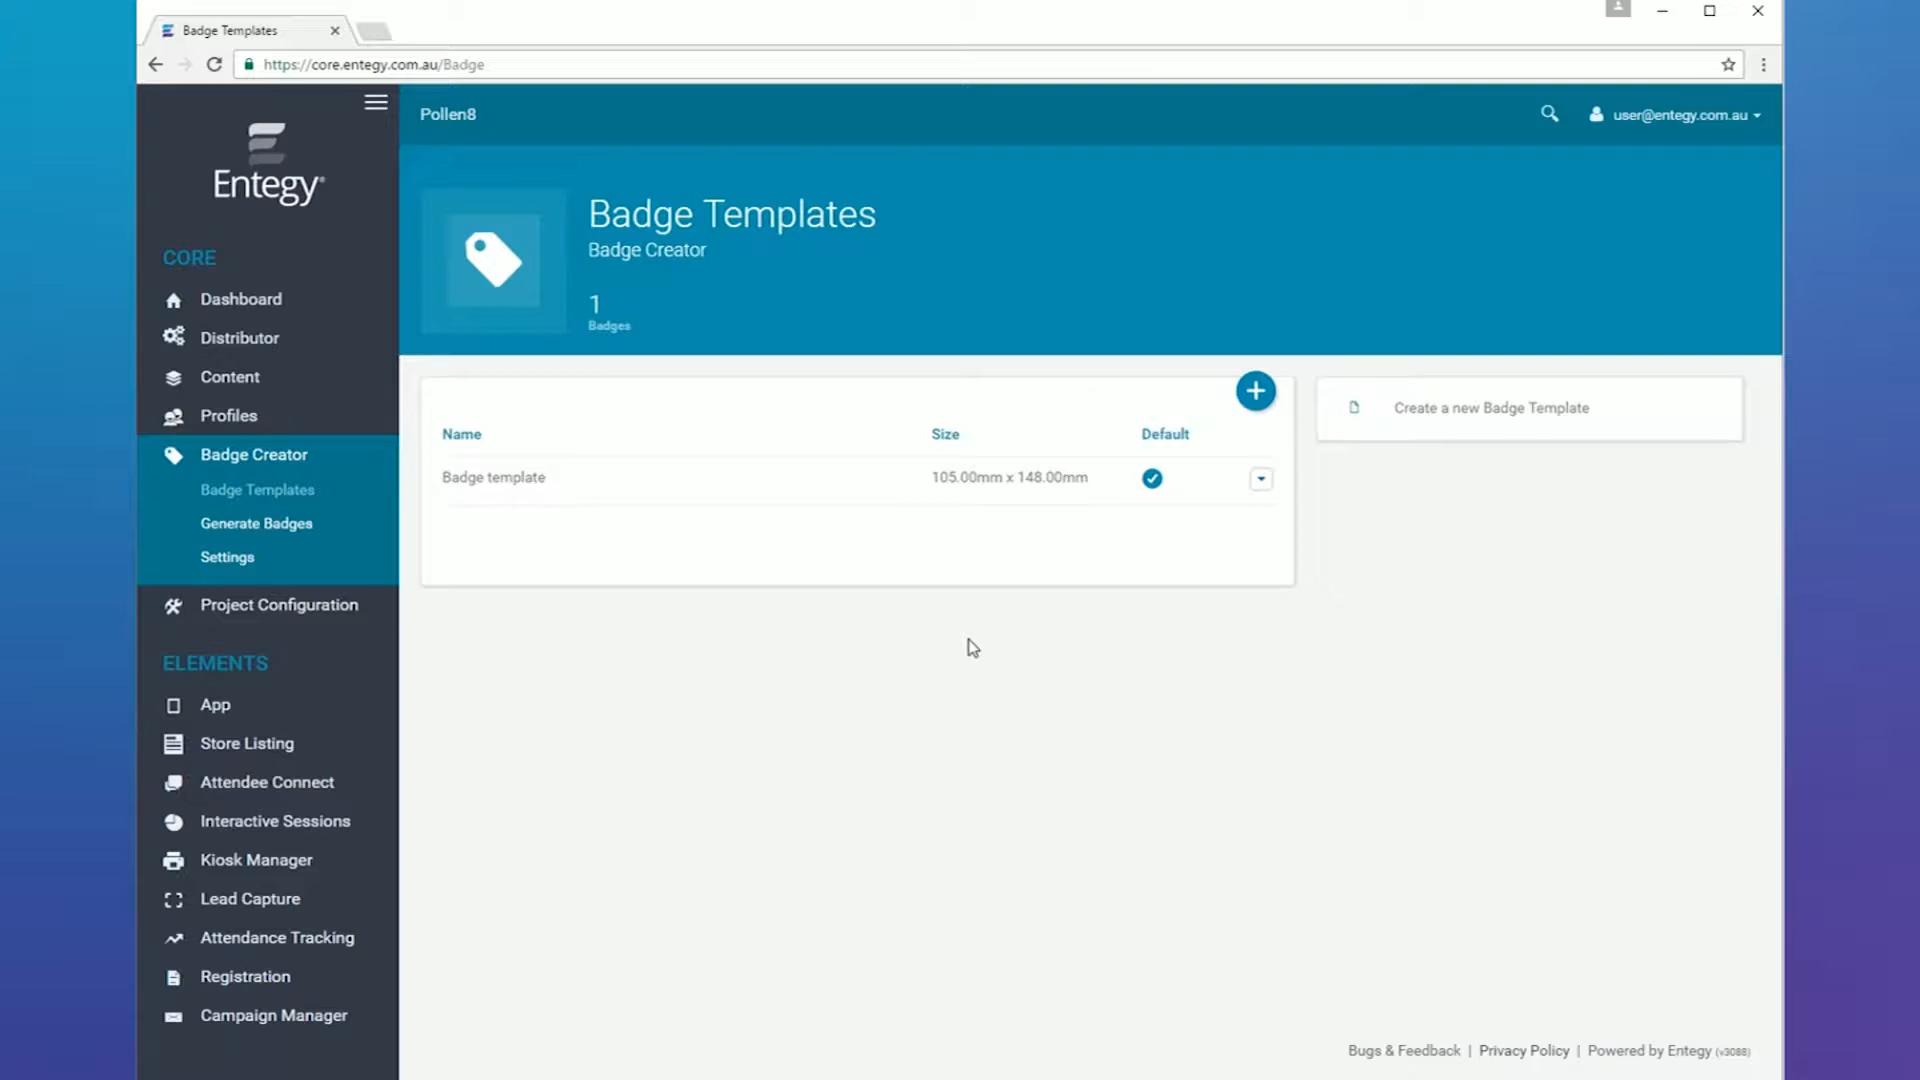 Badge Templates
https://core.entegy.com.au/Badge
Pollen8
user@entegy.com.au
Entegy®
Badge Templates
Badge Creator
1
Badges
CORE
Dashboard
Distributor
Content
Profiles
Badge Creator
Badge Templates
Generate Badges
Settings
Project Configuration
ELEMENTS
App
Store Listing
Attendee Connect
Interactive Sessions
Kiosk Manager
Lead Capture
Attendance Tracking
Registration
Campaign Manager
Name Size Default
Badge template 105.00mm x 148.00mm
Create a new Badge Template
Bugs & Feedback | Privacy Policy | Powered by Entegy (v3088)